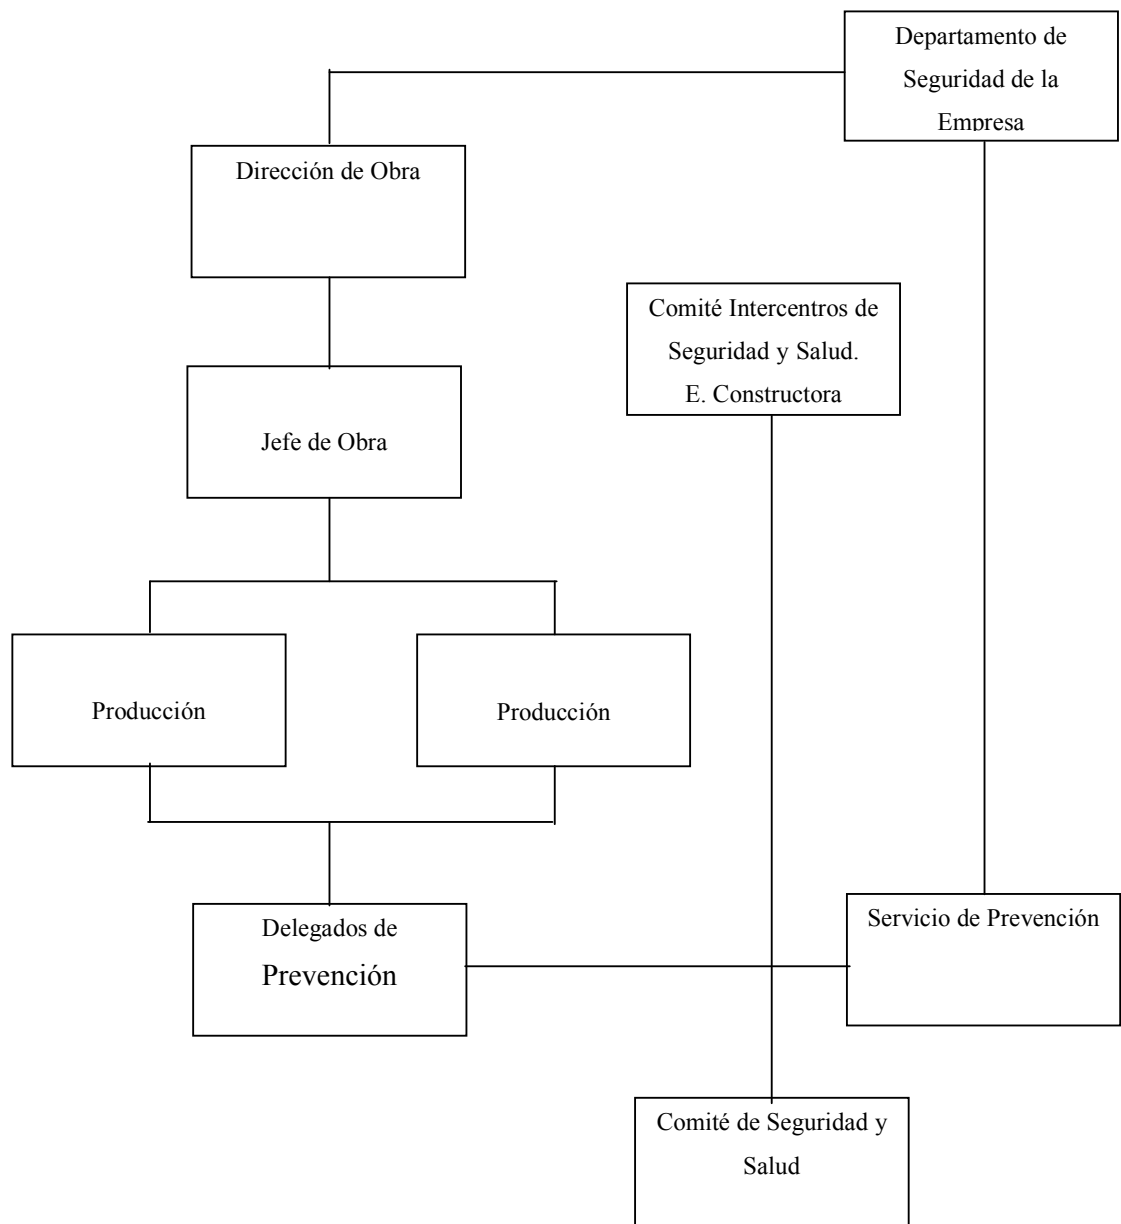 Departamento de
Seguridad de la
Empresa
Dirección de Obra
Comité Intercentros de
Seguridad y Salud.
E. Constructora
Jefe de Obra
Producción
Producción
Delegados de
Prevención
Servicio de Prevención
Comité de Seguridad y
Salud